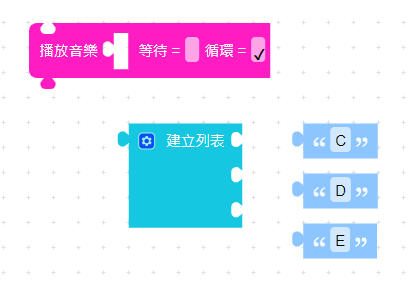 播放音樂 等待 = 循環 = ✓
建立列表
“ C ”
“ D ”
“ E ”